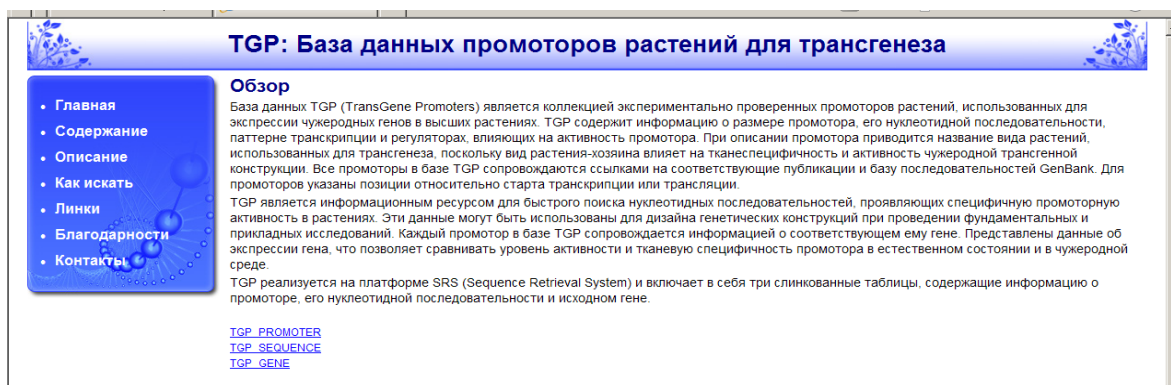 TGP: База данных промоторов растений для трансгенеза
Главная
Содержание
Описание
Как искать
Линки
Благодарности
Контакты
Обзор
База данных TGP (TransGene Promoters) является коллекцией экспериментально проверенных промоторов растений, использованных для
экспрессии чужеродных генов в высших растениях. TGP содержит информацию о размере промотора, его нуклеотидной последовательности,
паттерне транскрипции и регуляторах, влияющих на активность промотора. При описании промотора приводится название вида растений,
использованных для трансгенеза, поскольку вид растения-хозяина влияет на тканеспецифичность и активность чужеродной трансгенной
конструкции. Все промоторы в базе TGP сопровождаются ссылками на соответствующие публикации и базу последовательностей GenBank. Для
промоторов указаны позиции относительно старта транскрипции или трансляции.
TGP является информационным ресурсом для быстрого поиска нуклеотидных последовательностей, проявляющих специфичную промоторную
активность в растениях. Эти данные могут быть использованы для дизайна генетических конструкций при проведении фундаментальных и
прикладных исследований. Каждый промотор в базе TGP сопровождается информацией о соответствующем ему гене. Представлены данные об
экспрессии гена, что позволяет сравнивать уровень активности и тканевую специфичность промотора в естественном состоянии и в чужеродной
среде.
TGP реализуется на платформе SRS (Sequence Retrieval System) и включает в себя три слинкованные таблицы, содержащие информацию о
промоторе, его нуклеотидной последовательности и исходном гене.
TGP_PROMOTER
TGP_SEQUENCE
TGP_GENE